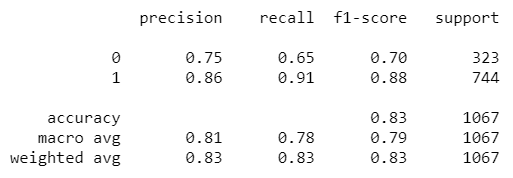 precision recall f1-score support
0 0.75 0.65 0.70 323
1 0.86 0.91 0.88 744
accuracy 0.83 1067
macro avg 0.81 0.78 0.79 1067
weighted avg 0.83 0.83 0.83 1067